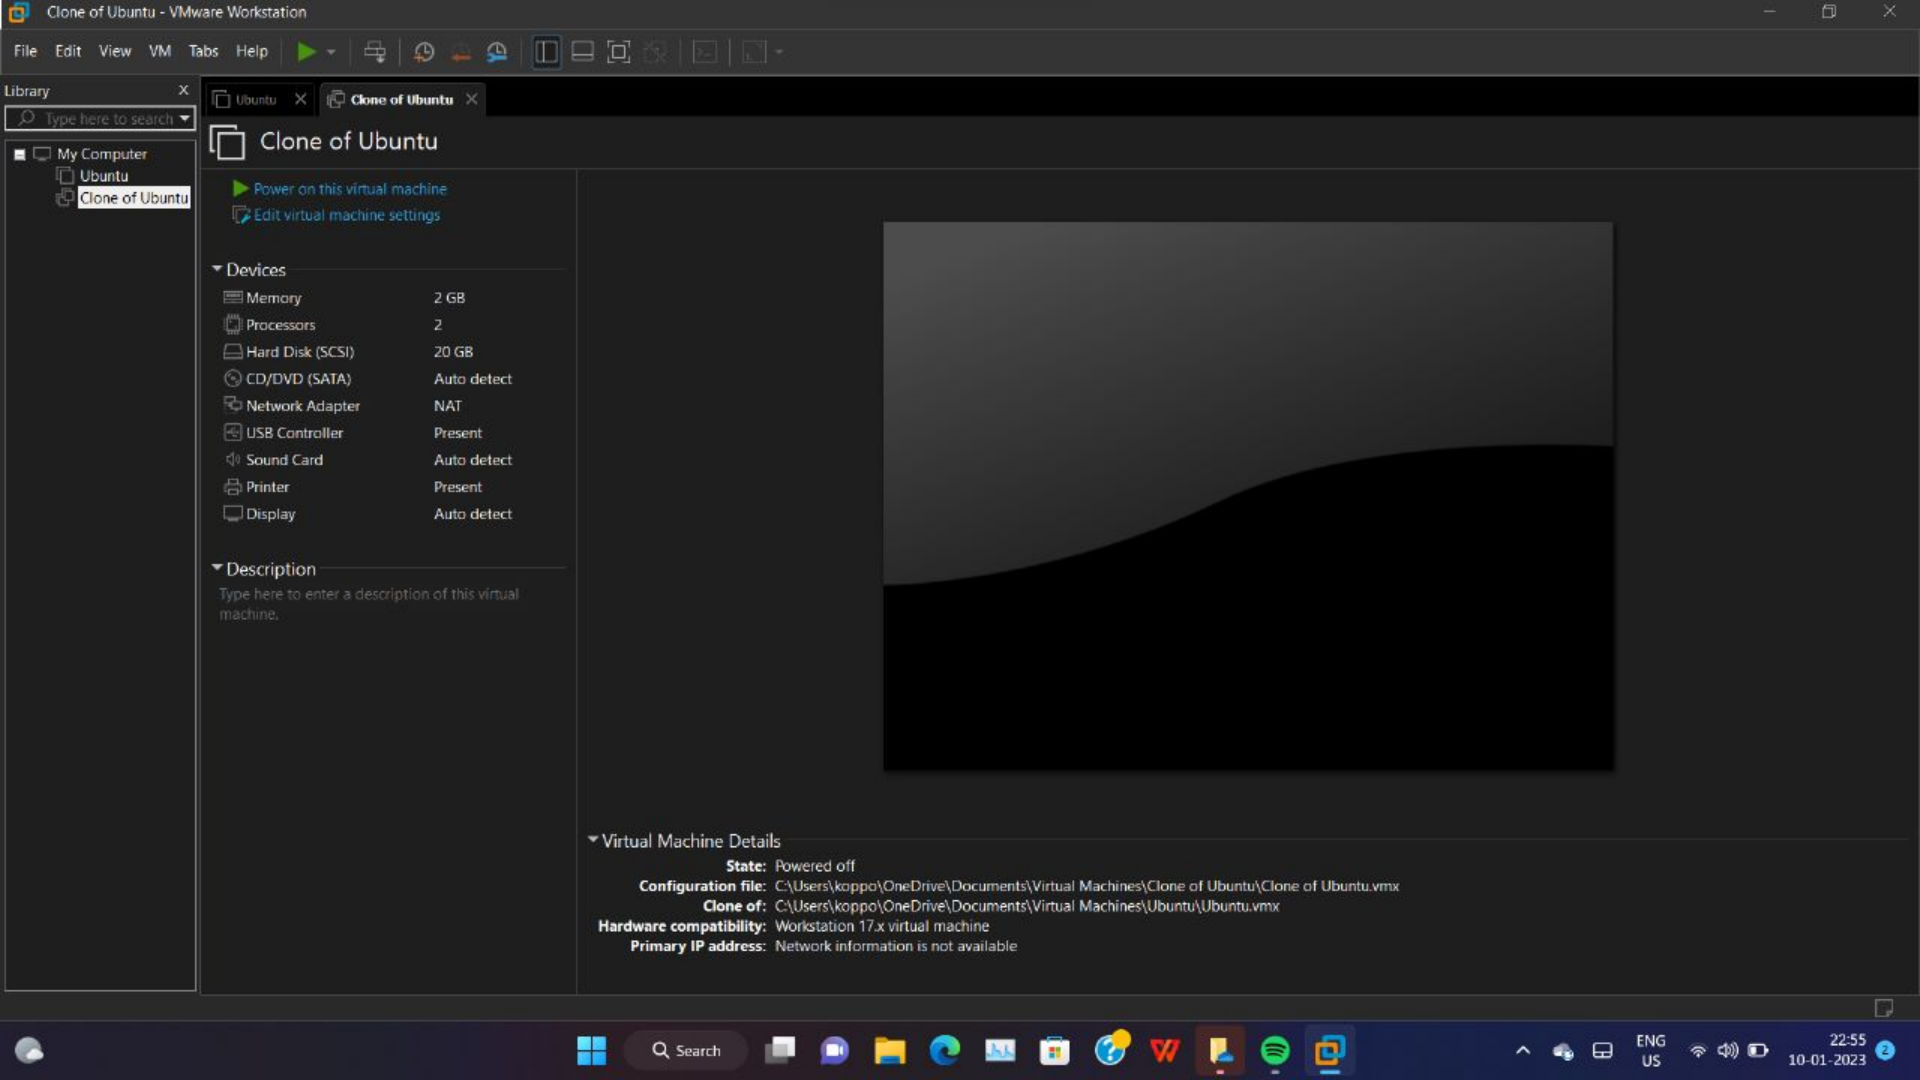 Clone of Ubuntu - VMware Workstation
File Edit View VM Tabs Help
Library X
Type here to search
My Computer
Ubuntu
Clone of Ubuntu
Ubuntu
Clone of Ubuntu
Clone of Ubuntu
Power on this virtual machine
Edit virtual machine settings
Devices
Memory 2 GB
Processors 2
Hard Disk (SCSI) 20 GB
CD/DVD (SATA) Auto detect
Network Adapter NAT
USB Controller Present
Sound Card Auto detect
Printer Present
Display Auto detect
Description
Type here to enter a description of this virtual
machine.
Virtual Machine Details
State: Powered off
Configuration file: C:\Users\koppo\OneDrive\Documents\Virtual Machines\Clone of Ubuntu\Clone of Ubuntu.vmx
Clone of: C:\Users\koppo\OneDrive\Documents\Virtual Machines\Ubuntu\Ubuntu.vmx
Hardware compatibility: Workstation 17.x virtual machine
Primary IP address: Network information is not available
Search
ENG
US
22:55
10-01-2023
2